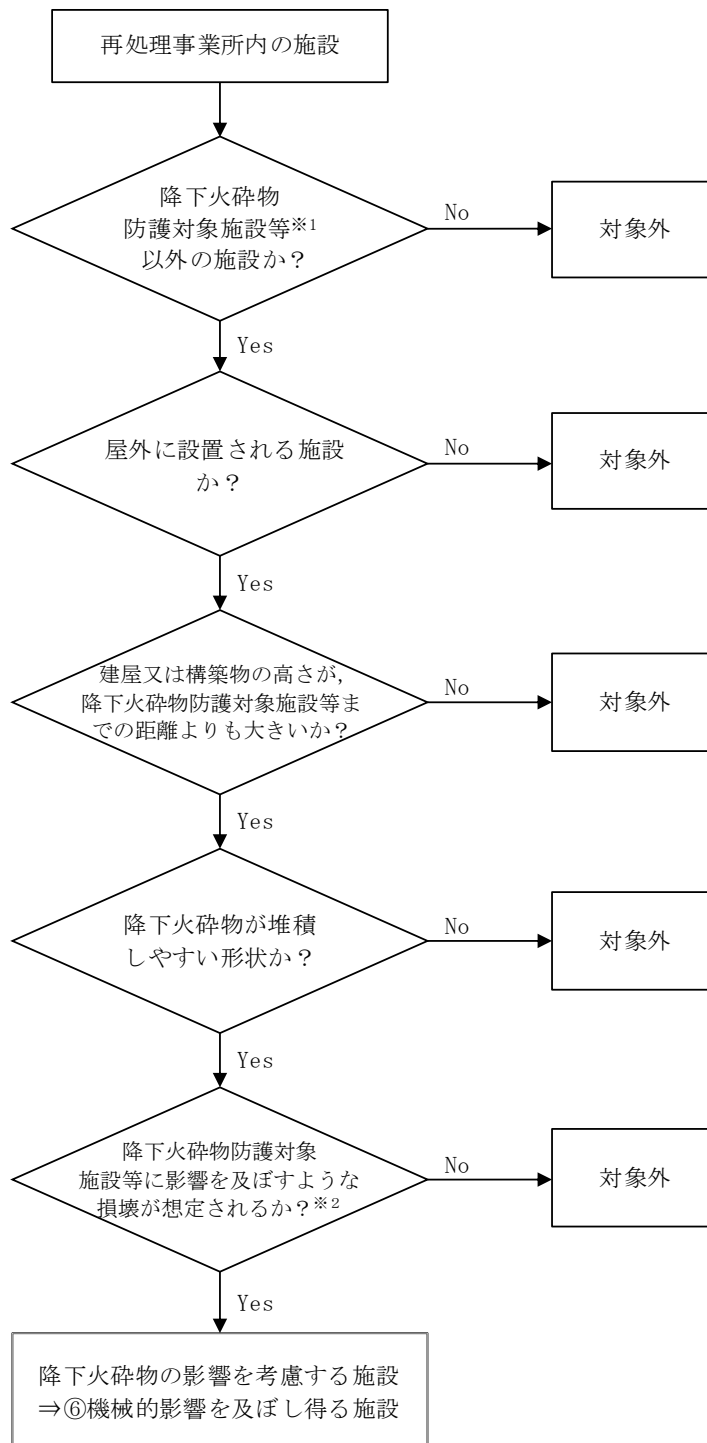 再処理事業所内の施設
降下火砕物
防護対象施設等※1
以外の施設か？
No
対象外
Yes
屋外に設置される施設
か？
No
対象外
Yes
建屋又は構築物の高さが，
降下火砕物防護対象施設等ま
での距離よりも大きいか？
No
対象外
Yes
降下火砕物が堆積
しやすい形状か？
No
対象外
Yes
降下火砕物防護対象
施設等に影響を及ぼすような
損壊が想定されるか？※2
No
対象外
Yes
降下火砕物の影響を考慮する施設
⇒⑥機械的影響を及ぼし得る施設